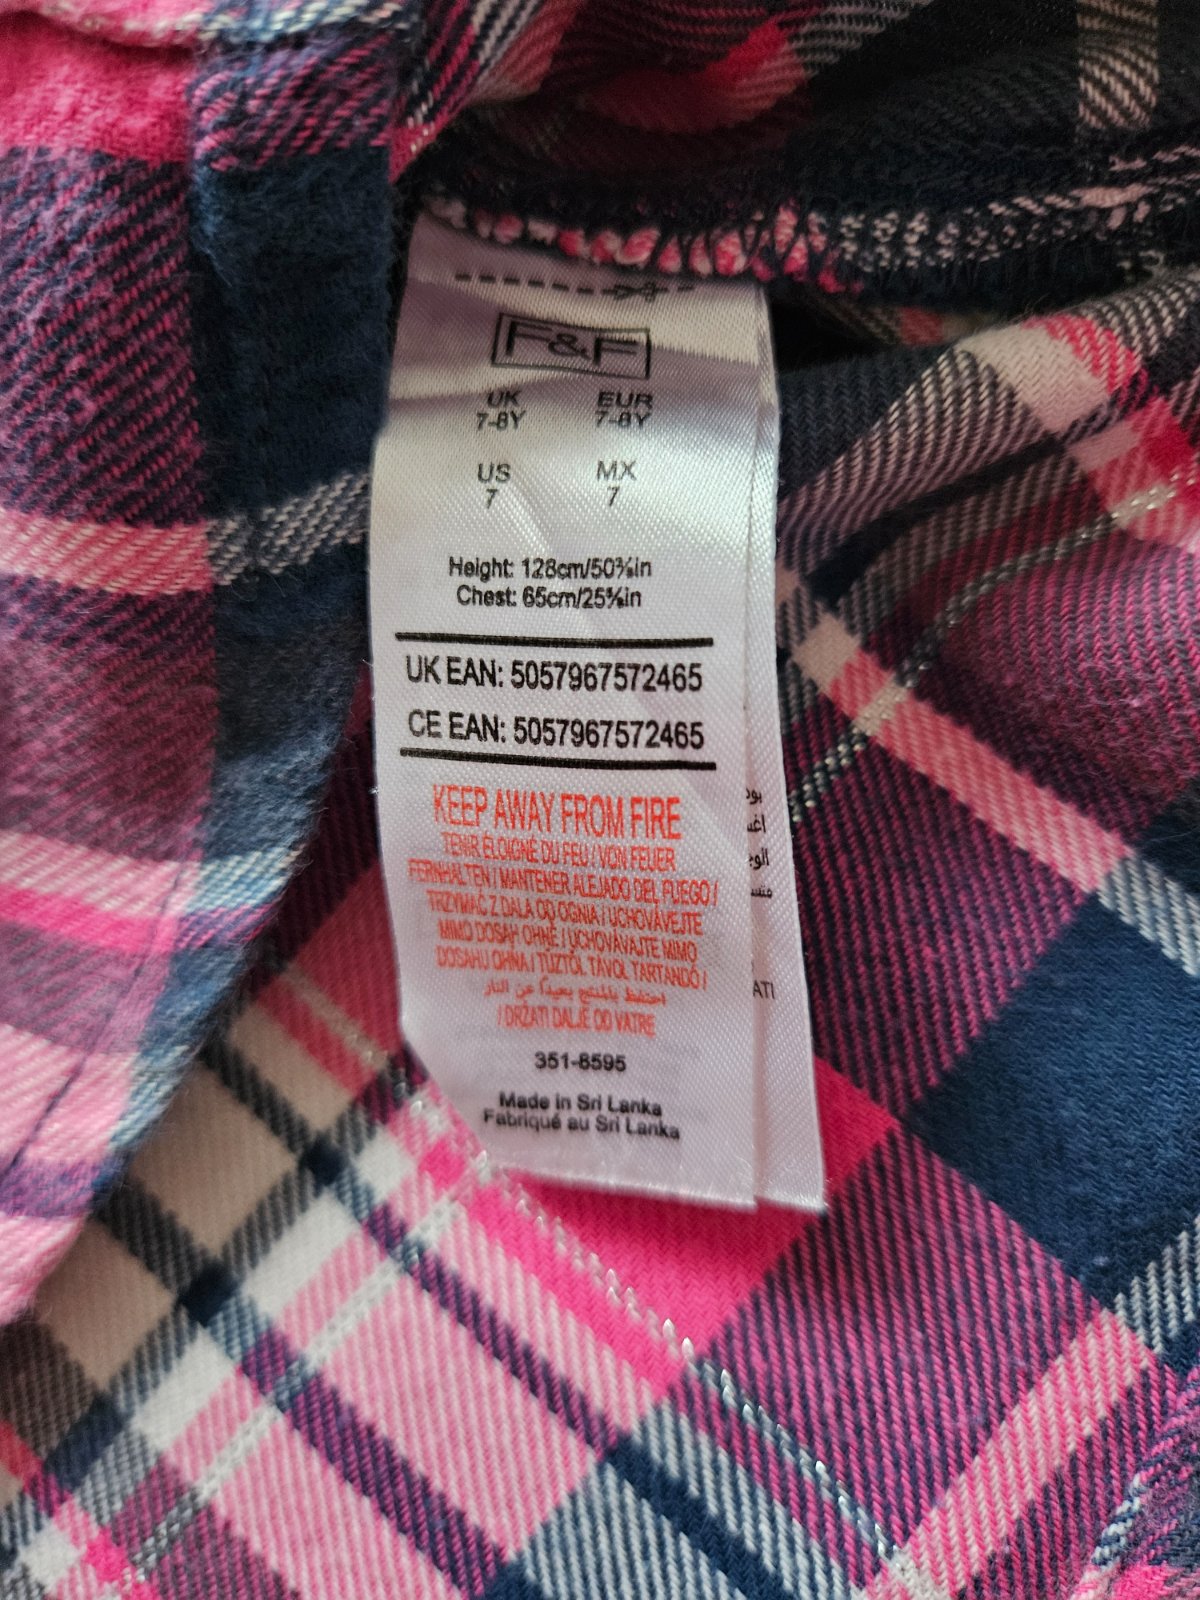 F&F
UK EUR
7-8Y 7-8Y
US MX
7 7
Height: 128cm/50⅜in
Chest: 65cm/25⅝in
UK EAN: 5057967572465
CE EAN: 5057967572465
KEEP AWAY FROM FIRE
TENIR ÉLOIGNÉ DU FEU / VON FEUER
FERNHALTEN / MANTENER ALEJADO DEL FUEGO /
TRZYMAĆ Z DALA OD OGNIA / UCHOVÁVEJTE
MIMO DOSAH OHNĚ / UCHOVÁVAJTE MIMO
DOSAHU OHŇA / TŰZTŐL TÁVOL TARTANDÓ /
احتفظ بالمنتج بعيداً عن النار
/ DRŽATI DALJE OD VATRE
351-8595
Made in Sri Lanka
Fabriqué au Sri Lanka